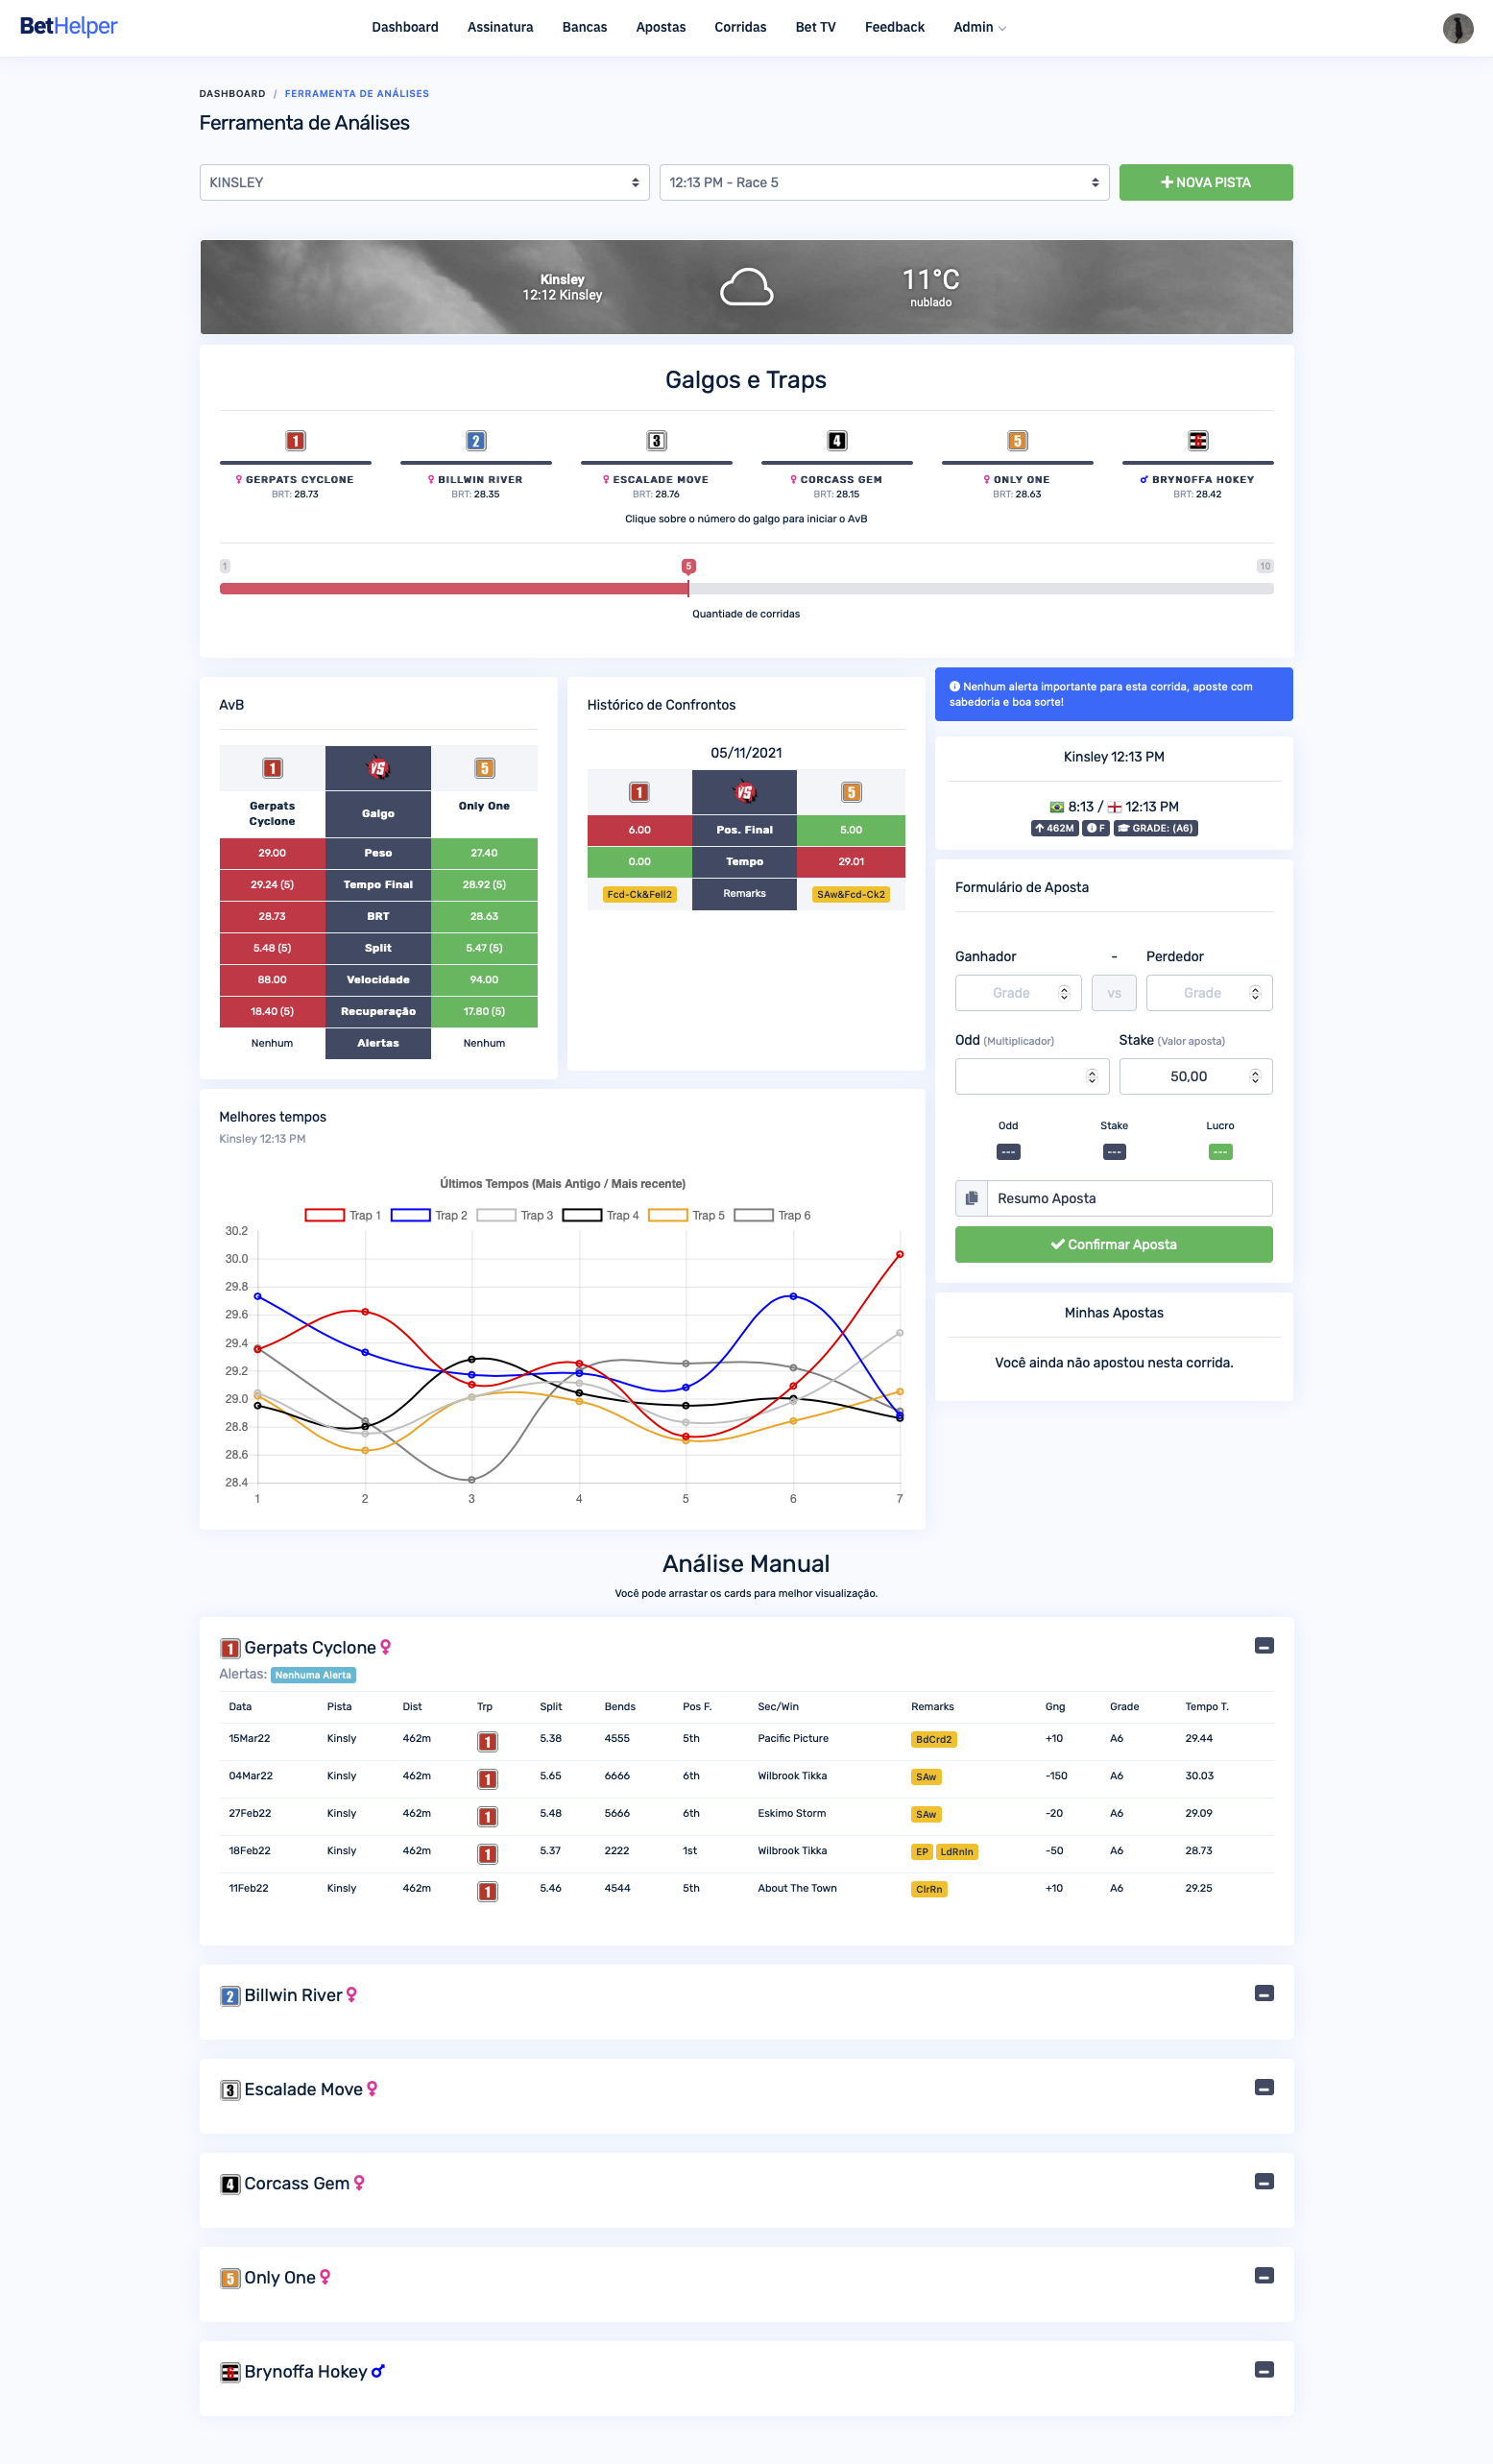 BetHelper
Dashboard Assinatura Bancas Apostas Corridas Bet TV Feedback Admin
DASHBOARD / FERRAMENTA DE ANÁLISES
Ferramenta de Análises
KINSLEY 12:13 PM - Race 5 NOVA PISTA
Kinsley
12:12 Kinsley
11°C
nublado
Galgos e Traps
1 2 3 4 5 6
GERPATS CYCLONE BILLWIN RIVER ESCALADE MOVE CORCASS GEM ONLY ONE BRYNOFFA HOKEY
BRT: 28.73 BRT: 28.35 BRT: 28.76 BRT: 28.15 BRT: 28.63 BRT: 28.42
Clique sobre o número do galgo para iniciar o AvB
1 5 10
Quantiade de corridas
AvB
1 VS 5
Gerpats Cyclone Galgo Only One
29.00 Peso 27.40
29.24 (5) Tempo Final 28.92 (5)
28.73 BRT 28.63
5.48 (5) Split 5.47 (5)
88.00 Velocidade 94.00
18.40 (5) Recuperação 17.80 (5)
Nenhum Alertas Nenhum
Histórico de Confrontos
05/11/2021
1 VS 5
6.00 Pos. Final 5.00
0.00 Tempo 29.01
Fcd-Ck&Fell2 Remarks SAw&Fcd-Ck2
Nenhum alerta importante para esta corrida, aposte com
sabedoria e boa sorte!
Kinsley 12:13 PM
8:13 / 12:13 PM
462M F GRADE: (A6)
Formulário de Aposta
Ganhador - Perdedor
Grade vs Grade
Odd (Multiplicador) Stake (Valor aposta)
50,00
Odd Stake Lucro
--- --- ---
Resumo Aposta
Confirmar Aposta
Minhas Apostas
Você ainda não apostou nesta corrida.
Melhores tempos
Kinsley 12:13 PM
Últimos Tempos (Mais Antigo / Mais recente)
Trap 1 Trap 2 Trap 3 Trap 4 Trap 5 Trap 6
30.2
30.0
29.8
29.6
29.4
29.2
29.0
28.8
28.6
28.4
1 2 3 4 5 6 7
Análise Manual
Você pode arrastar os cards para melhor visualização.
1 Gerpats Cyclone
Alertas: Nenhuma Alerta
Data Pista Dist Trp Split Bends Pos F. Sec/Win Remarks Gng Grade Tempo T.
15Mar22 Kinsly 462m 1 5.38 4555 5th Pacific Picture BdCrd2 +10 A6 29.44
04Mar22 Kinsly 462m 1 5.65 6666 6th Wilbrook Tikka SAw -150 A6 30.03
27Feb22 Kinsly 462m 1 5.48 5666 6th Eskimo Storm SAw -20 A6 29.09
18Feb22 Kinsly 462m 1 5.37 2222 1st Wilbrook Tikka EP LdRnIn -50 A6 28.73
11Feb22 Kinsly 462m 1 5.46 4544 5th About The Town ClrRn +10 A6 29.25
2 Billwin River
3 Escalade Move
4 Corcass Gem
5 Only One
6 Brynoffa Hokey